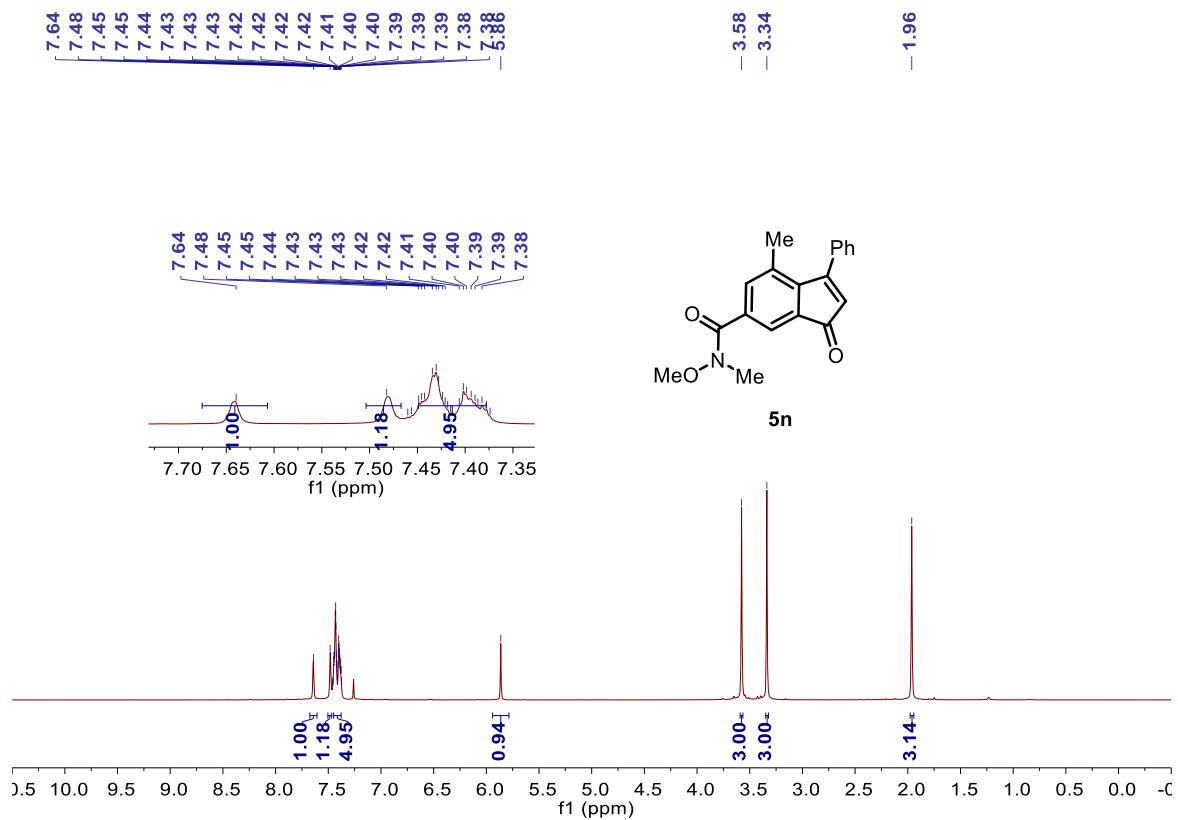 7.64 7.48 7.45 7.45 7.44 7.43 7.43 7.43 7.42 7.42 7.42 7.42 7.41 7.40 7.40 7.39 7.39 7.39 7.38 7.38 5.86 3.58 3.34 1.96
7.64 7.48 7.45 7.45 7.44 7.43 7.43 7.43 7.42 7.42 7.41 7.40 7.40 7.39 7.39 7.38
Me
Ph
O
N
MeO
Me
O
5n
1.00 1.18 4.95
7.70 7.65 7.60 7.55 7.50 7.45 7.40 7.35
f1 (ppm)
1.00 1.18 4.95 0.94 3.00 3.00 3.14
10.0 9.5 9.0 8.5 8.0 7.5 7.0 6.5 6.0 5.5 5.0 4.5 4.0 3.5 3.0 2.5 2.0 1.5 1.0 0.5 0.0
f1 (ppm)